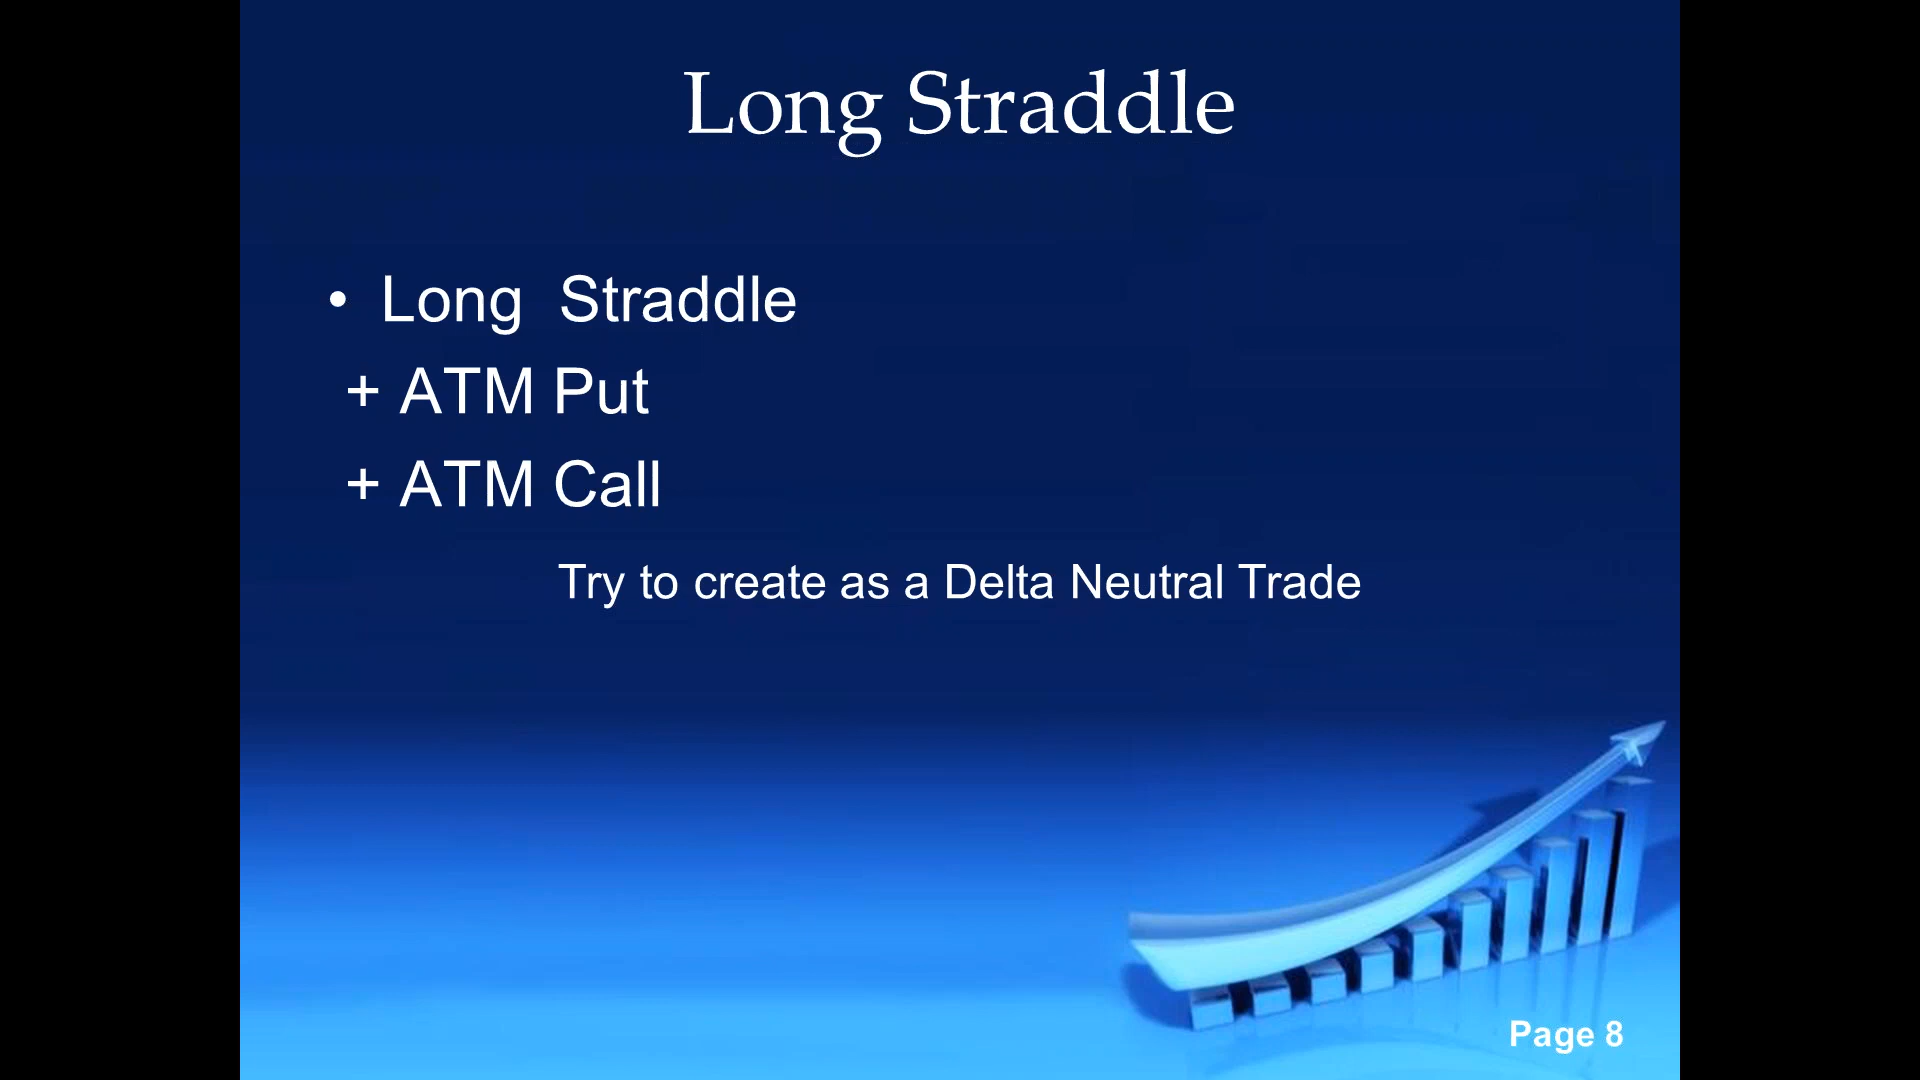 Long Straddle
• Long  Straddle
+ ATM Put
+ ATM Call
Try to create as a Delta Neutral Trade
Page 8